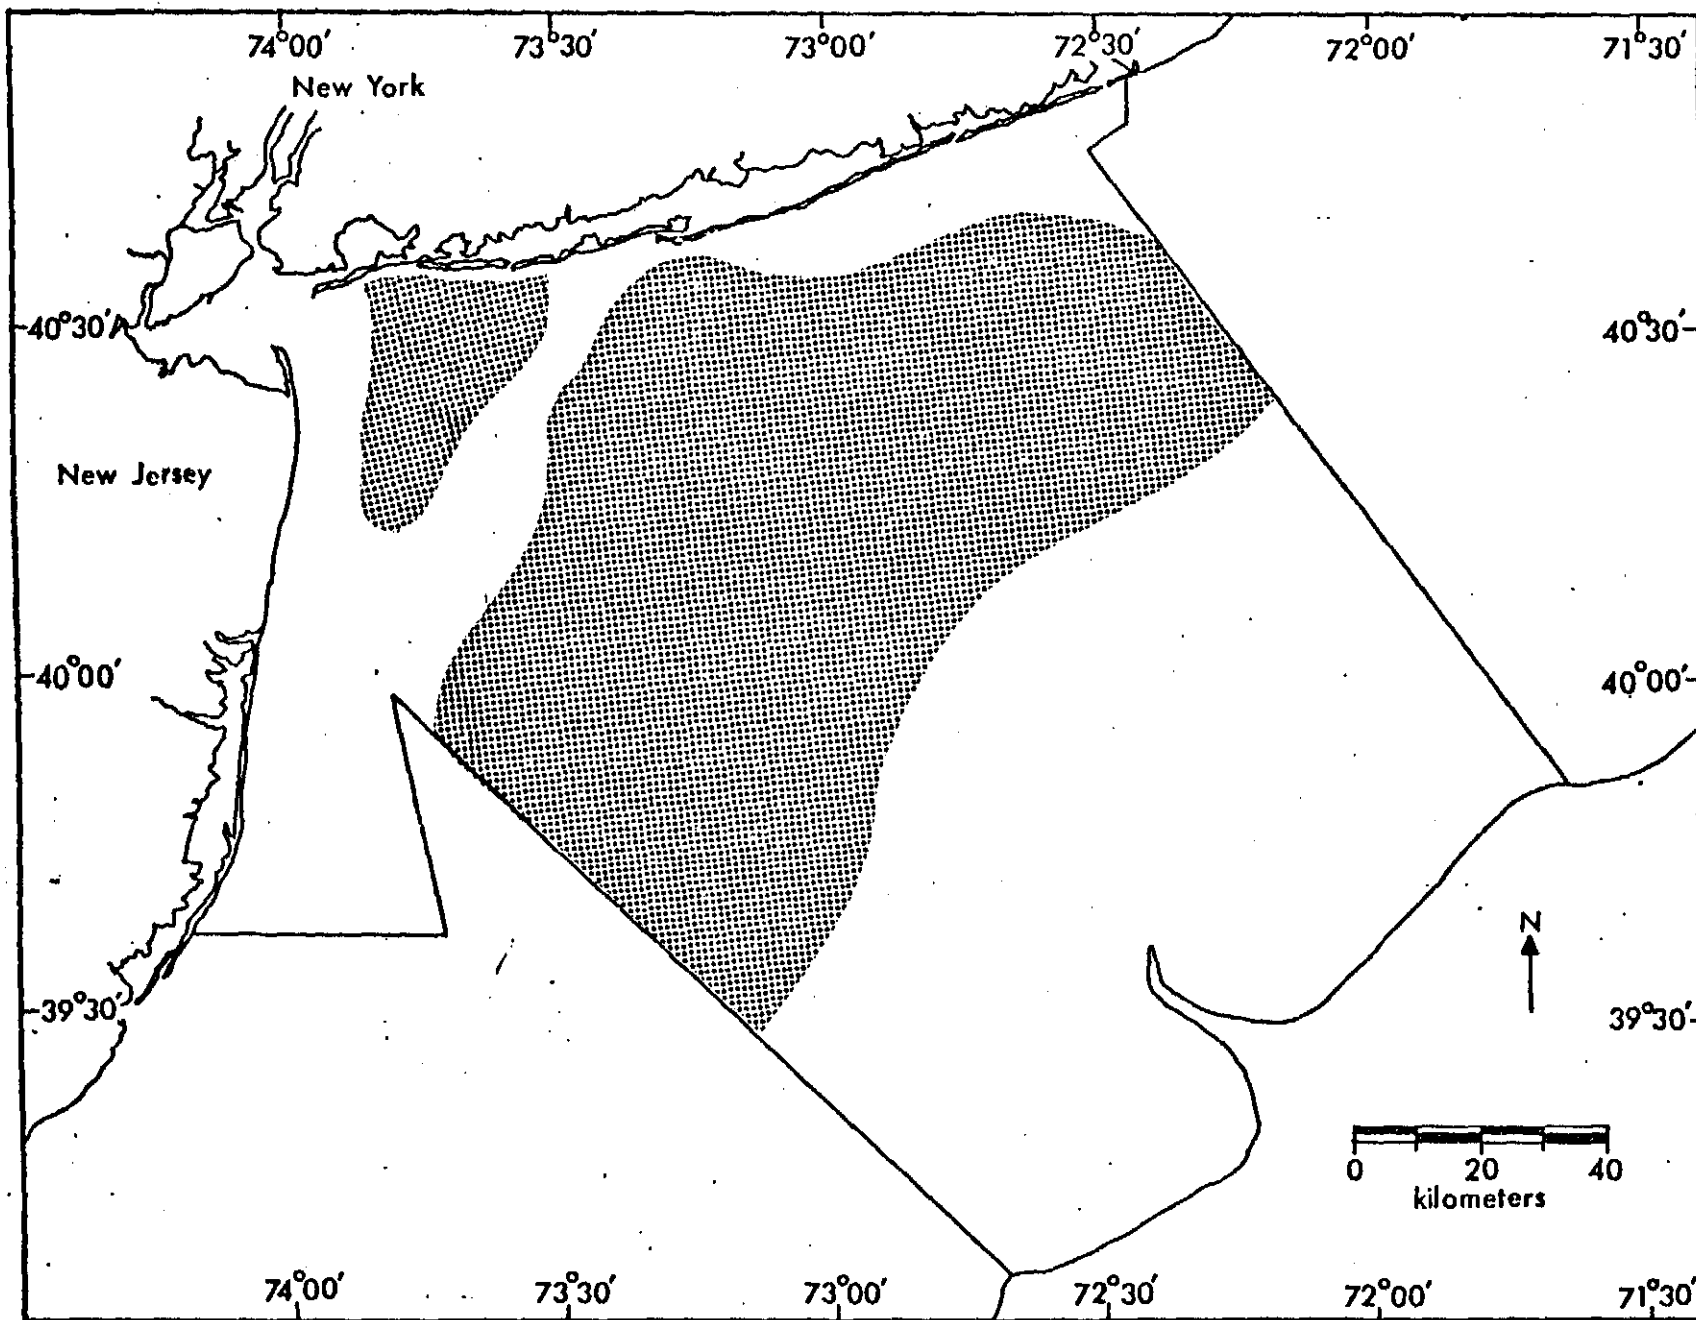 74°00′ 73°30′ 73°00′ 72°30′ 72°00′ 71°30′
New York
40°30′ 40°30′
New Jersey
40°00′ 40°00′
N
39°30′ 39°30′
0 20 40
kilometers
74°00′ 73°30′ 73°00′ 72°30′ 72°00′ 71°30′